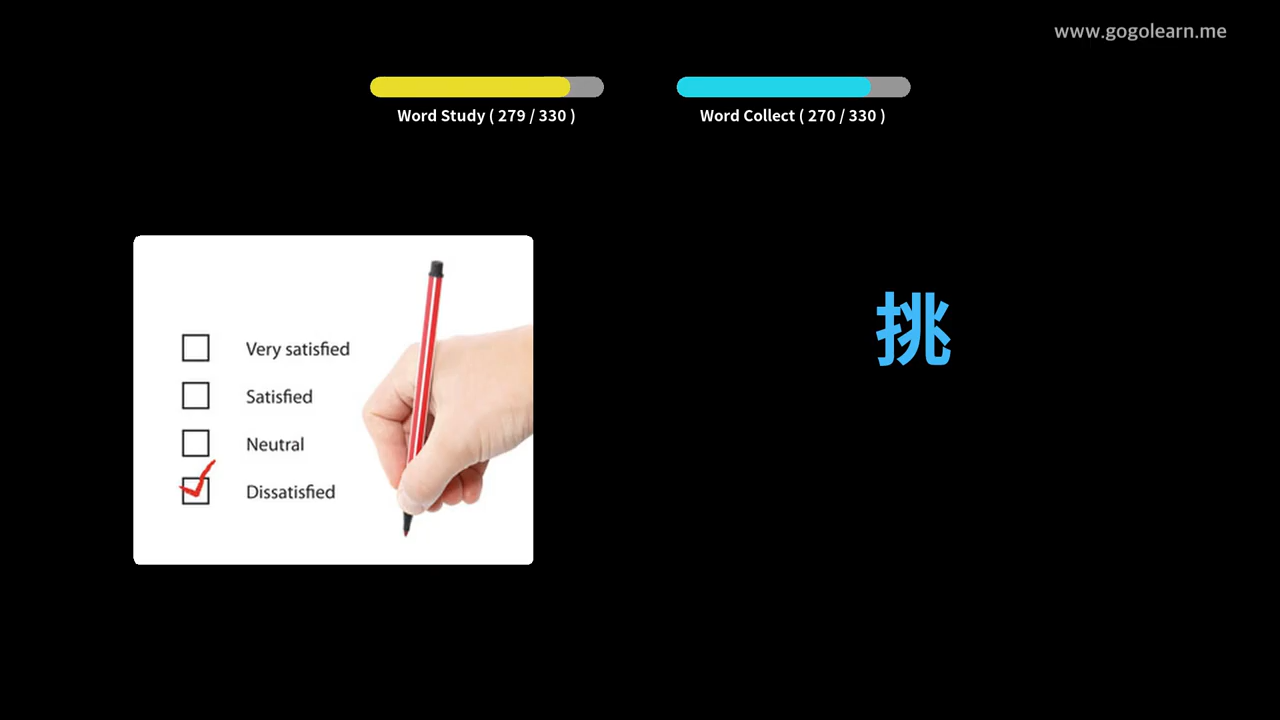 www.gogolearn.me
Word Study ( 279 / 330 )
Word Collect ( 270 / 330 )
Very satisfied
Satisfied
Neutral
Dissatisfied
挑